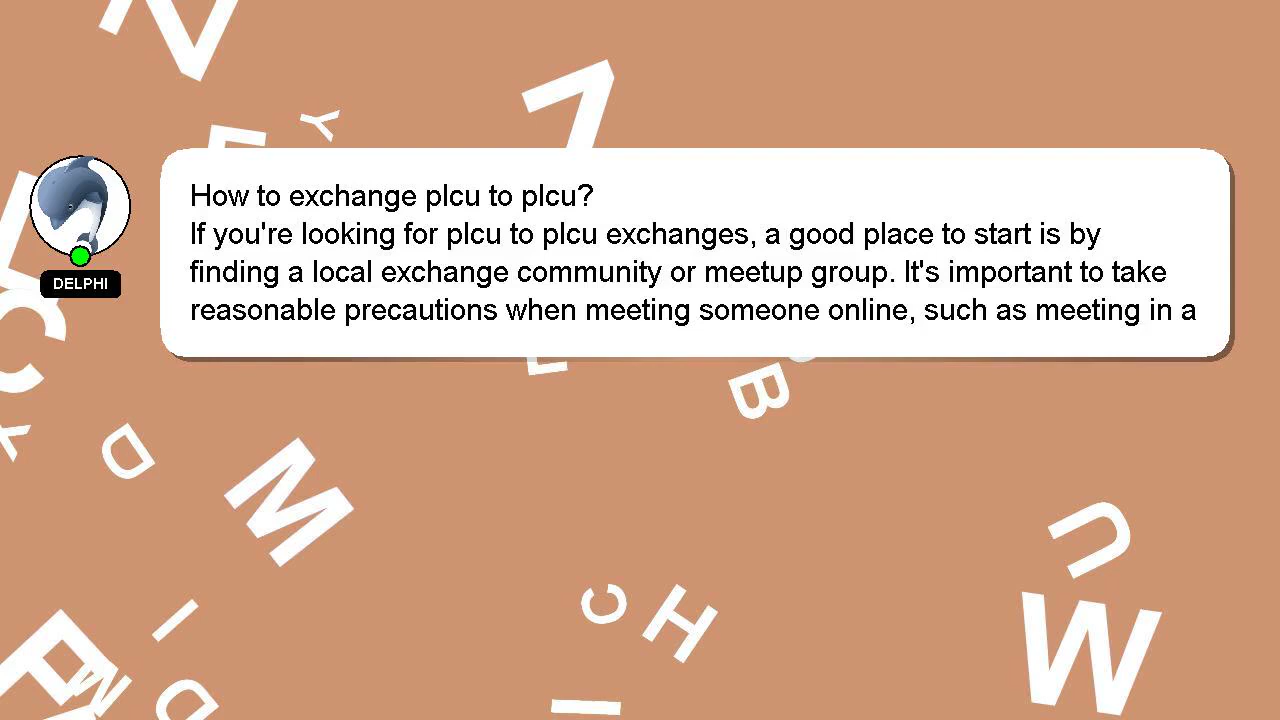 How to exchange plcu to plcu?
If you're looking for plcu to plcu exchanges, a good place to start is by
finding a local exchange community or meetup group. It's important to take
reasonable precautions when meeting someone online, such as meeting in a
DELPHI
Y
B
D
M
U
C
H
W
I
D
M